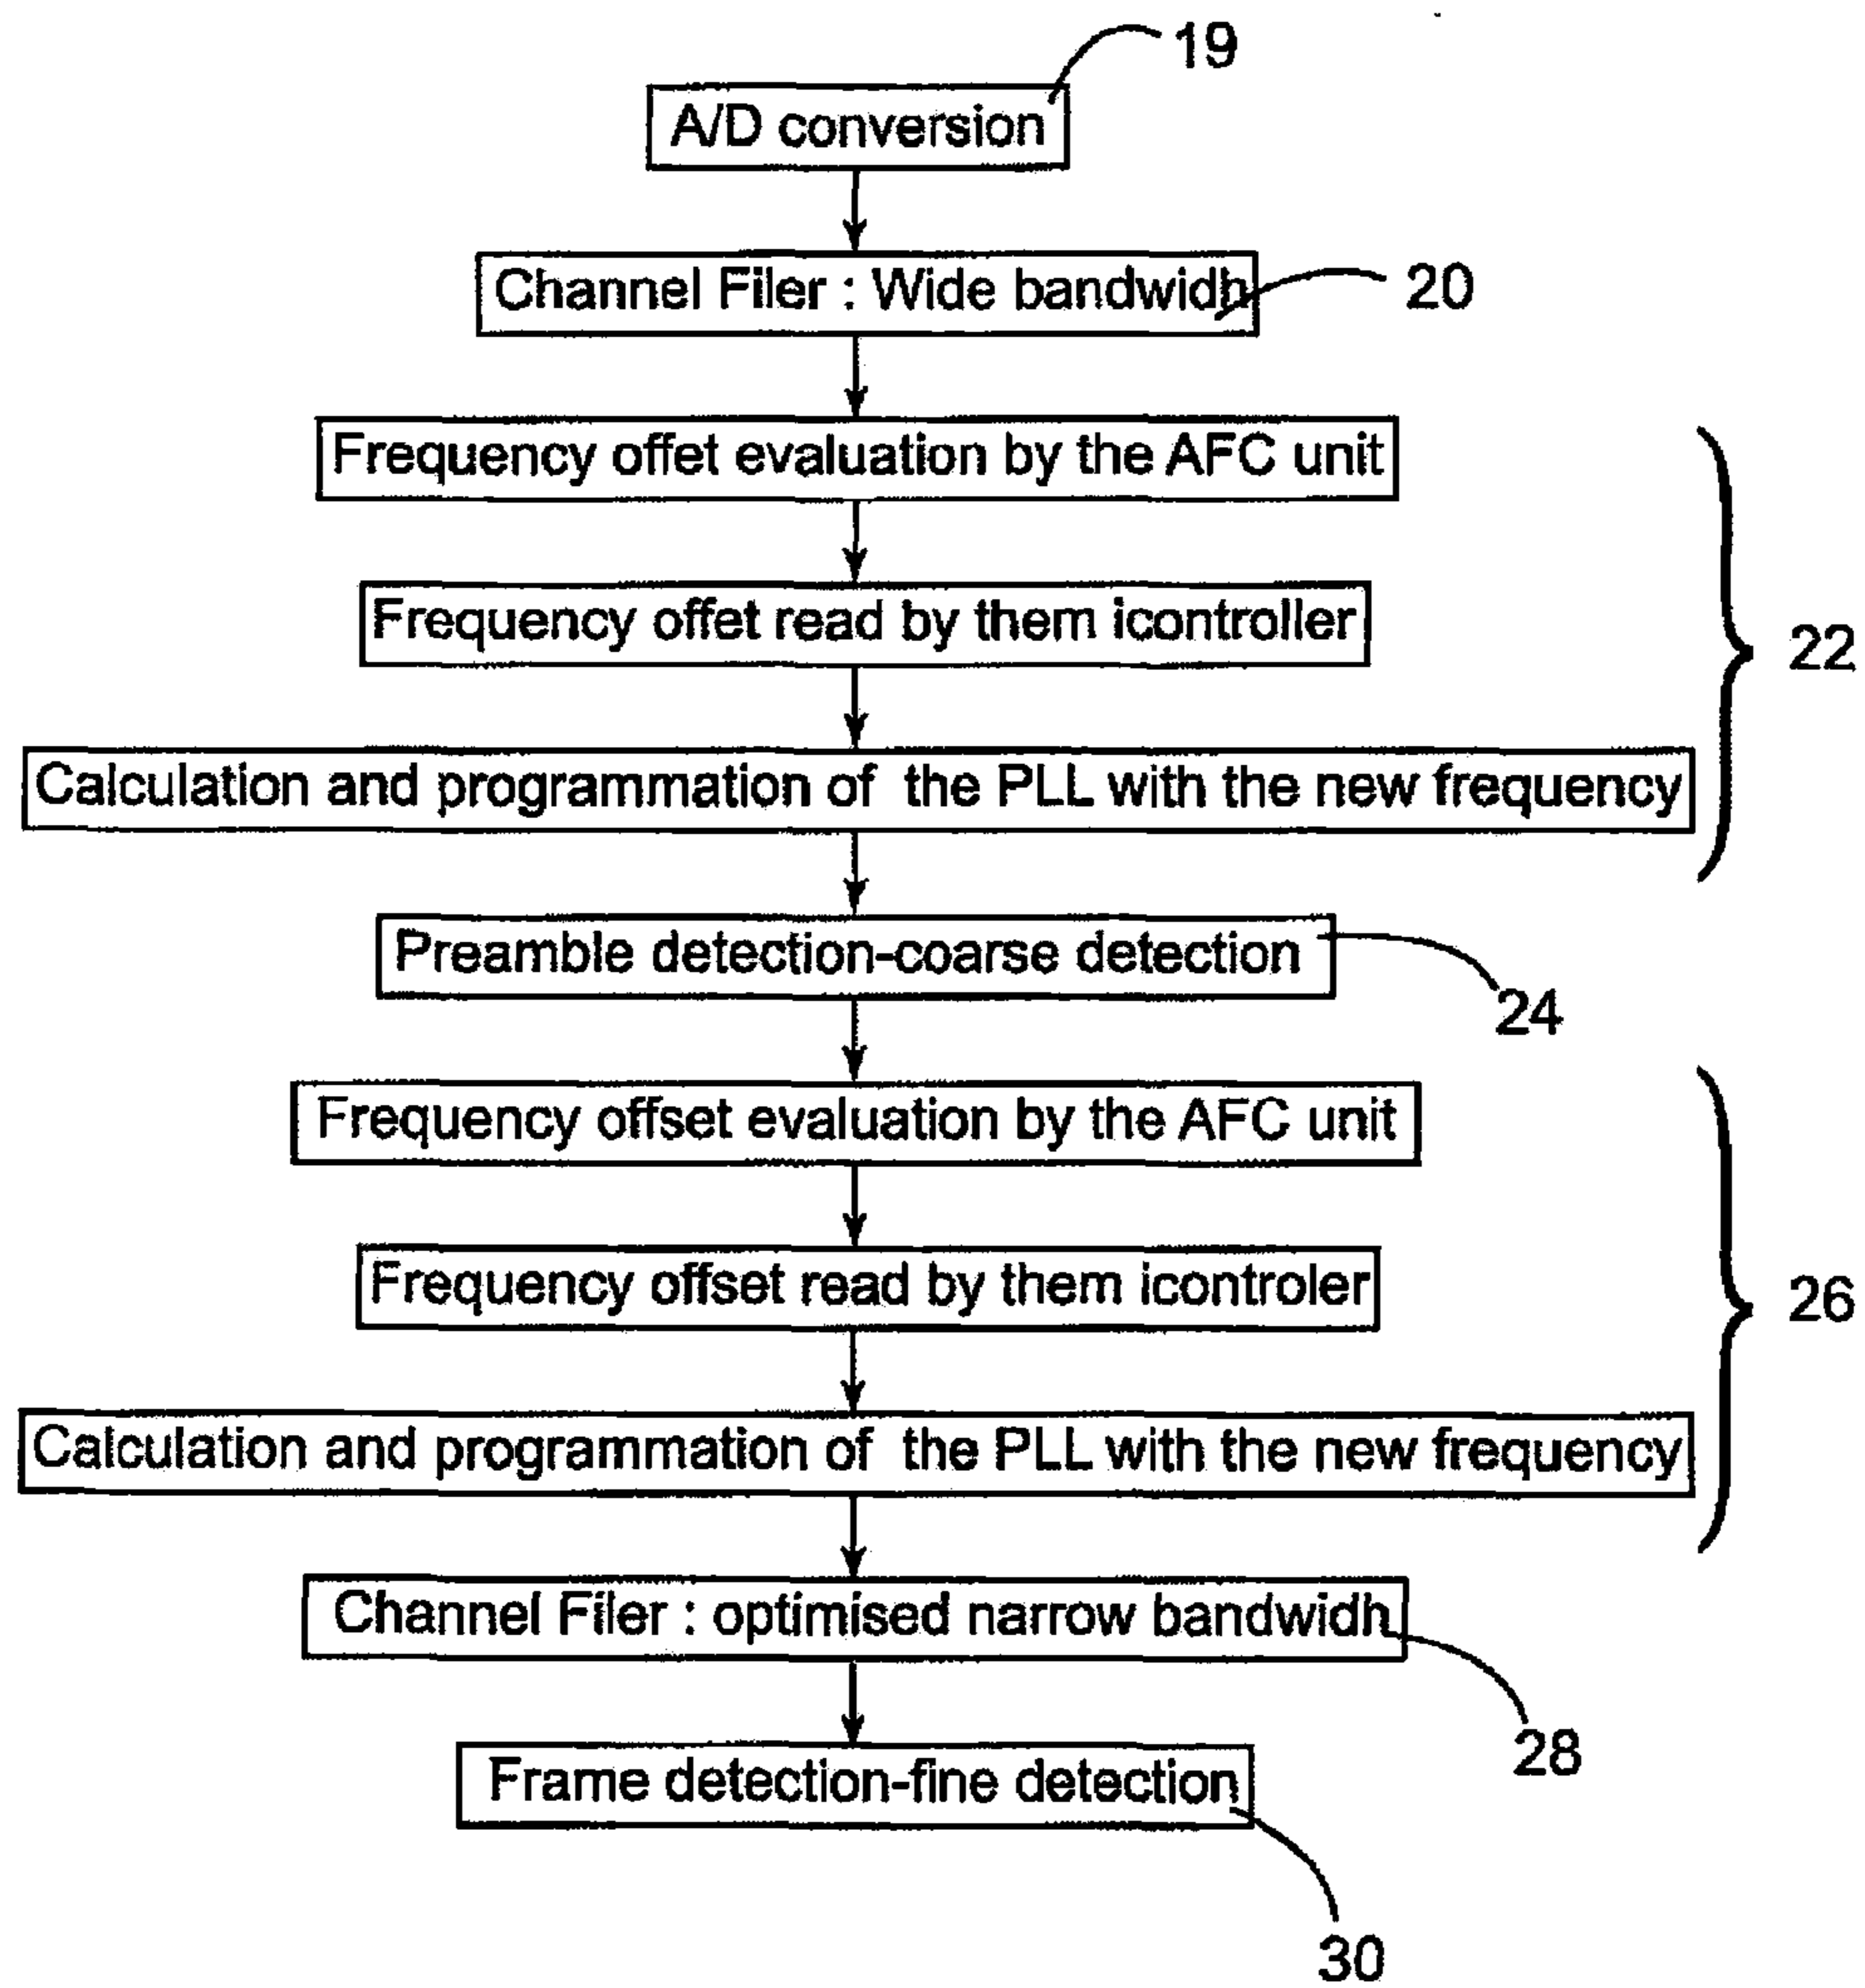 19
A/D conversion
Channel Filer : Wide bandwidh
20
Frequency offet evaluation by the AFC unit
Frequency offet read by them icontroller
22
Calculation and programmation of the PLL with the new frequency
Preamble detection-coarse detection
24
Frequency offset evaluation by the AFC unit
Frequency offset read by them icontroler
26
Calculation and programmation of the PLL with the new frequency
Channel Filer : optimised narrow bandwidh
28
Frame detection-fine detection
30